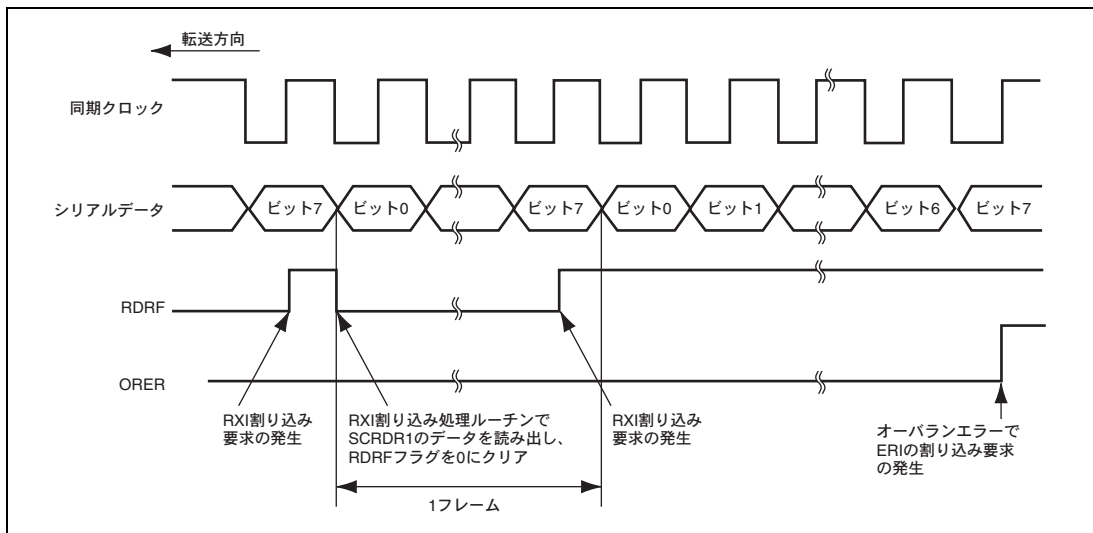 転送方向
同期クロック
シリアルデータ
ビット7
ビット0
ビット7
ビット0
ビット1
ビット6
ビット7
RDRF
ORER
RXI割り込み
要求の発生
RXI割り込み処理ルーチンで
SCRDR1のデータを読み出し、
RDRFフラグを0にクリア
RXI割り込み
要求の発生
オーバランエラーで
ERIの割り込み要求
の発生
1フレーム